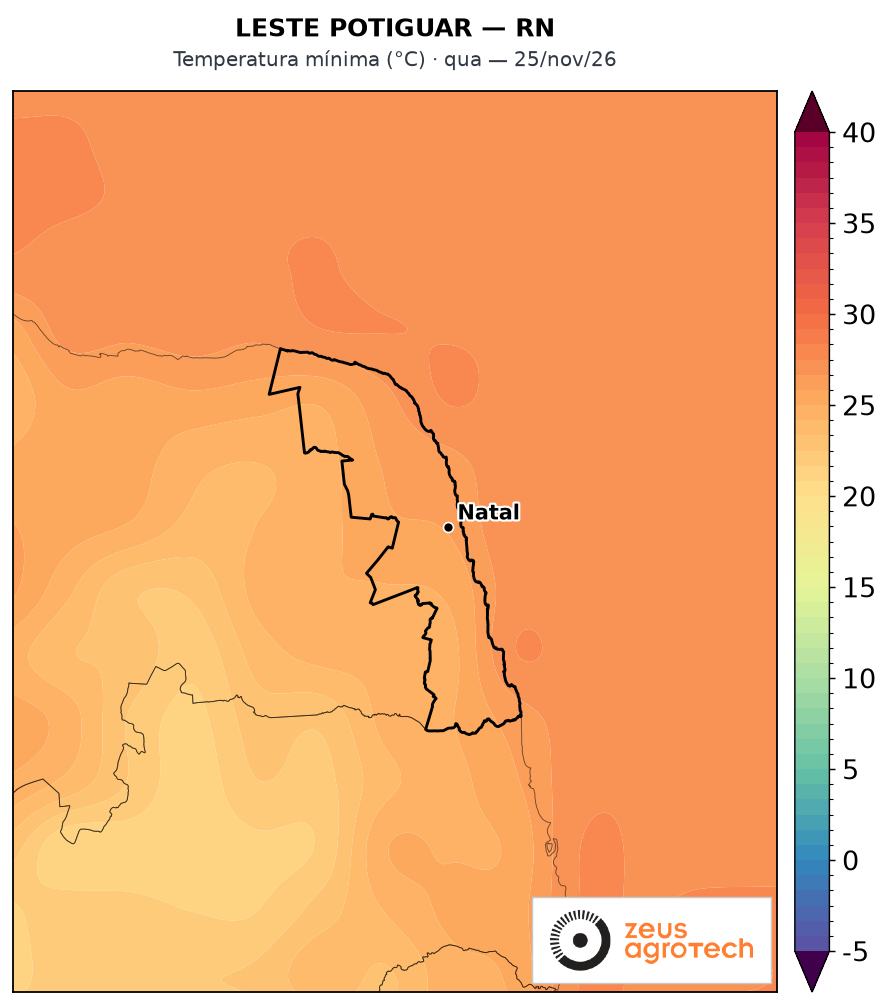 LESTE POTIGUAR — RN
Temperatura mínima (°C) · qua — 25/nov/26
40
35
30
25
20
15
10
5
0
-5
Natal
zeus
agrotech